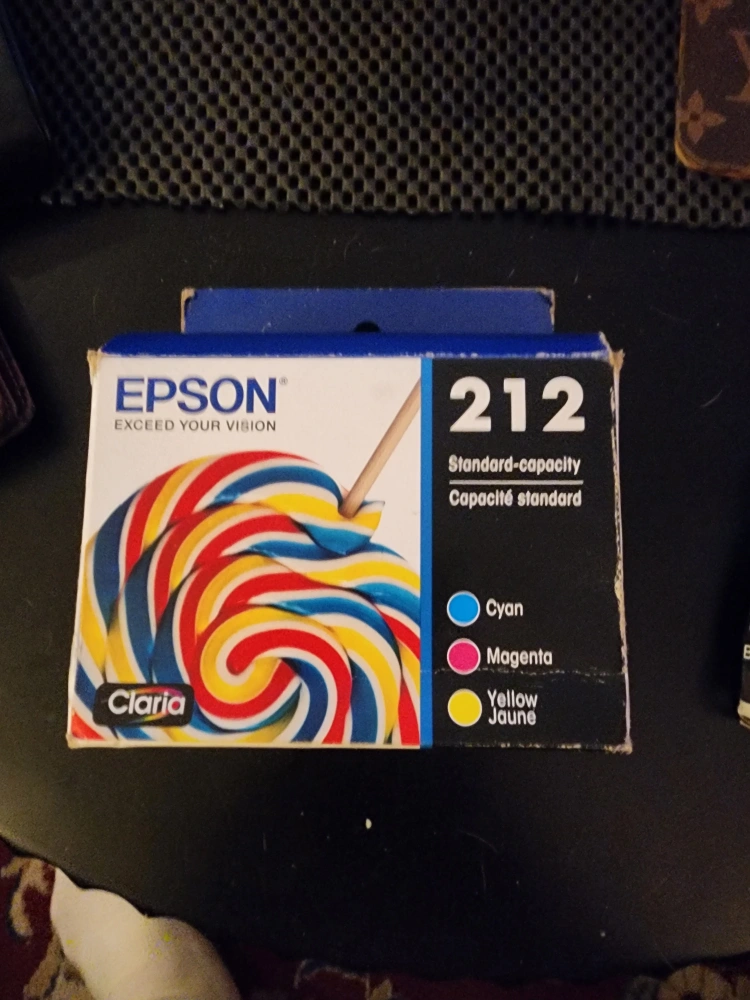 EPSON®
EXCEED YOUR VISION
212
Standard-capacity
Capacité standard
Cyan
Magenta
Yellow
Jaune
Claria